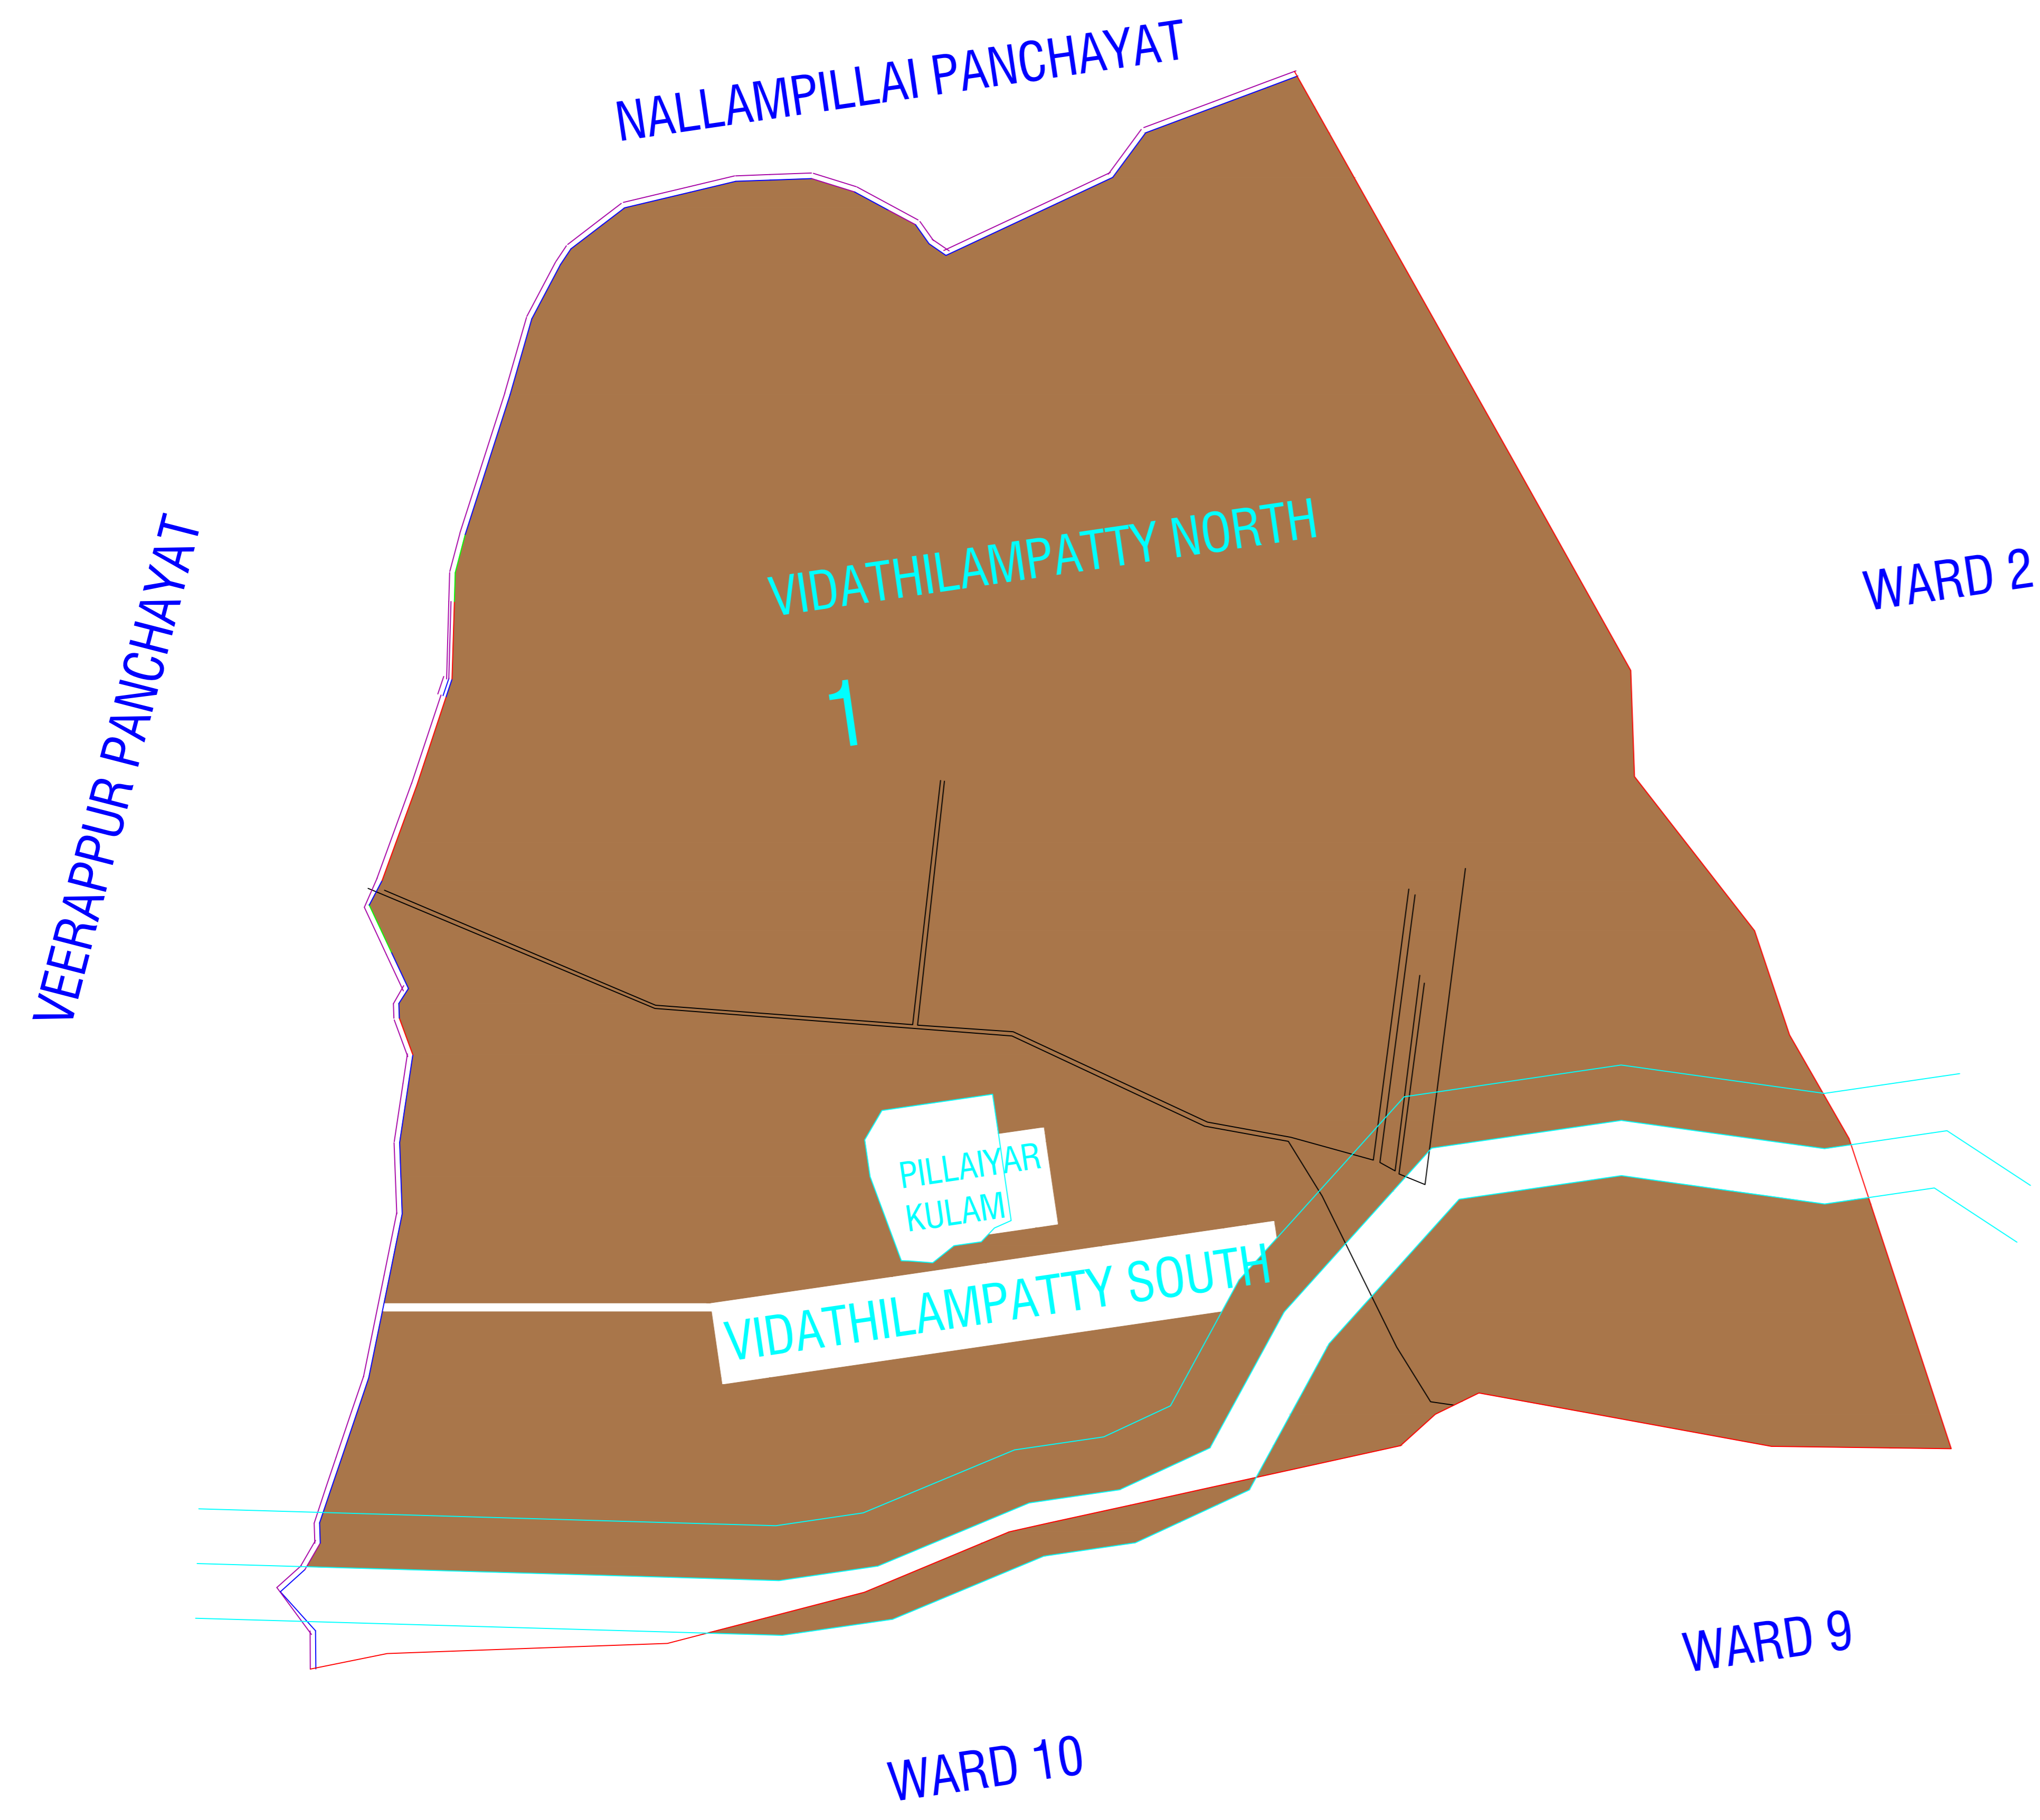 NALLAMPILLAI PANCHAYAT
VEERAPPUR PANCHAYAT
VIDATHILAMPATTY NORTH
WARD 2
1
PILLAIYAR
KULAM
VIDATHILAMPATTY SOUTH
WARD 9
WARD 10